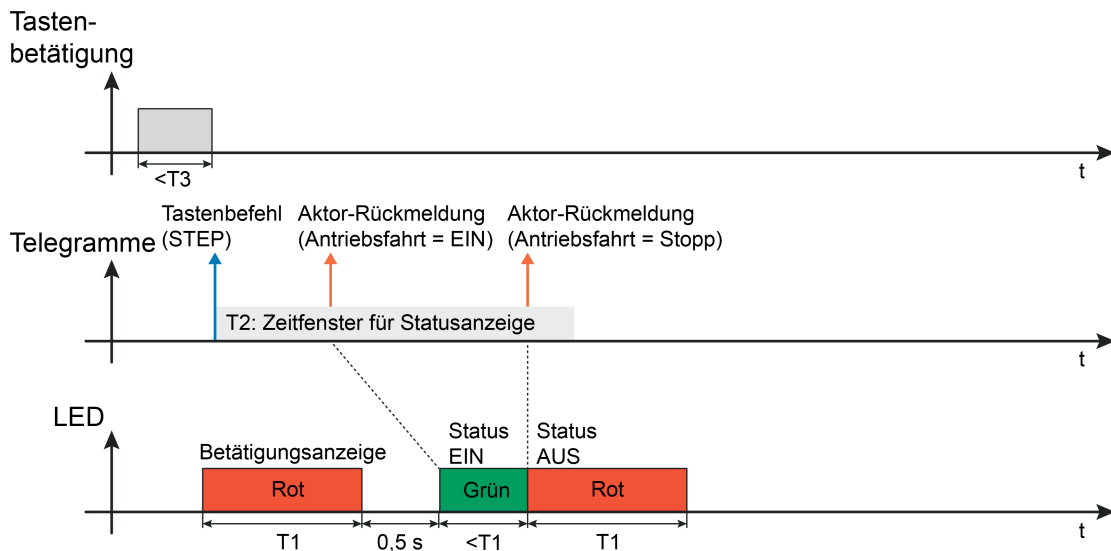 Tasten-
betätigung
<T3
t
Tastenbefehl
(STEP)
Aktor-Rückmeldung
(Antriebsfahrt = EIN)
Aktor-Rückmeldung
(Antriebsfahrt = Stopp)
Telegramme
T2: Zeitfenster für Statusanzeige
t
LED
Betätigungsanzeige
Status
EIN
Status
AUS
Rot
Grün
Rot
T1
0,5 s
<T1
T1
t